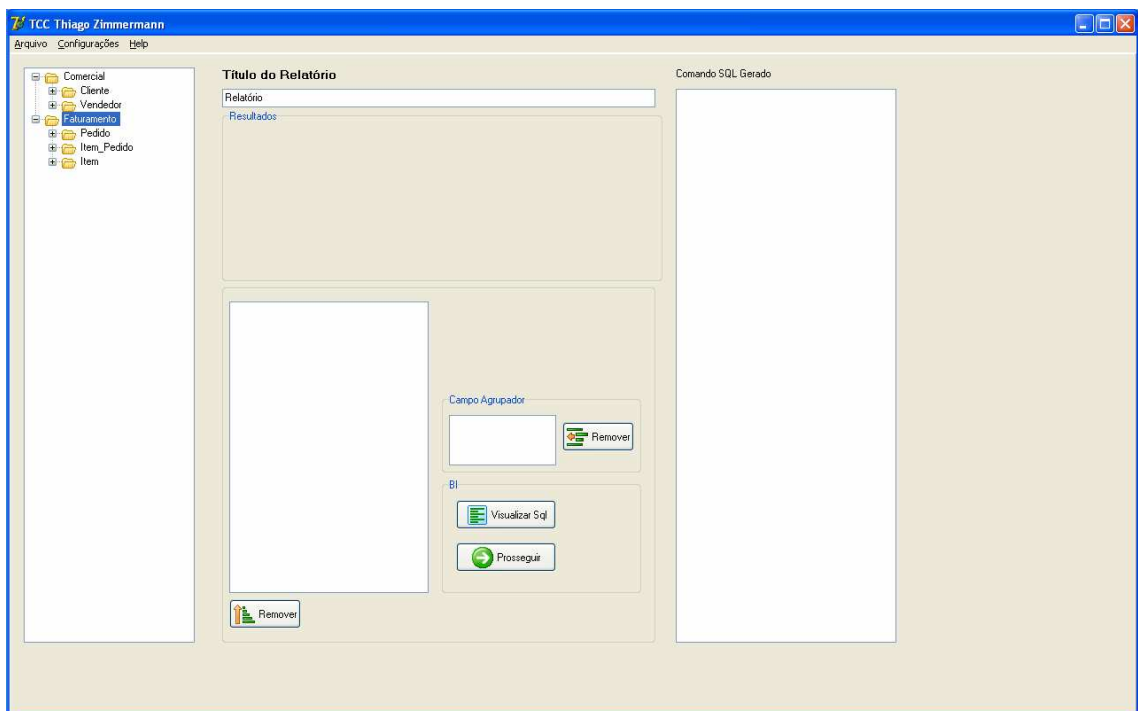 TCC Thiago Zimmermann
Arquivo Configurações Help
Comercial
Cliente
Vendedor
Faturamento
Pedido
Item_Pedido
Item
Título do Relatório
Relatório
Resultados
Campo Agrupador
Remover
BI
Visualizar Sql
Prosseguir
Remover
Comando SQL Gerado